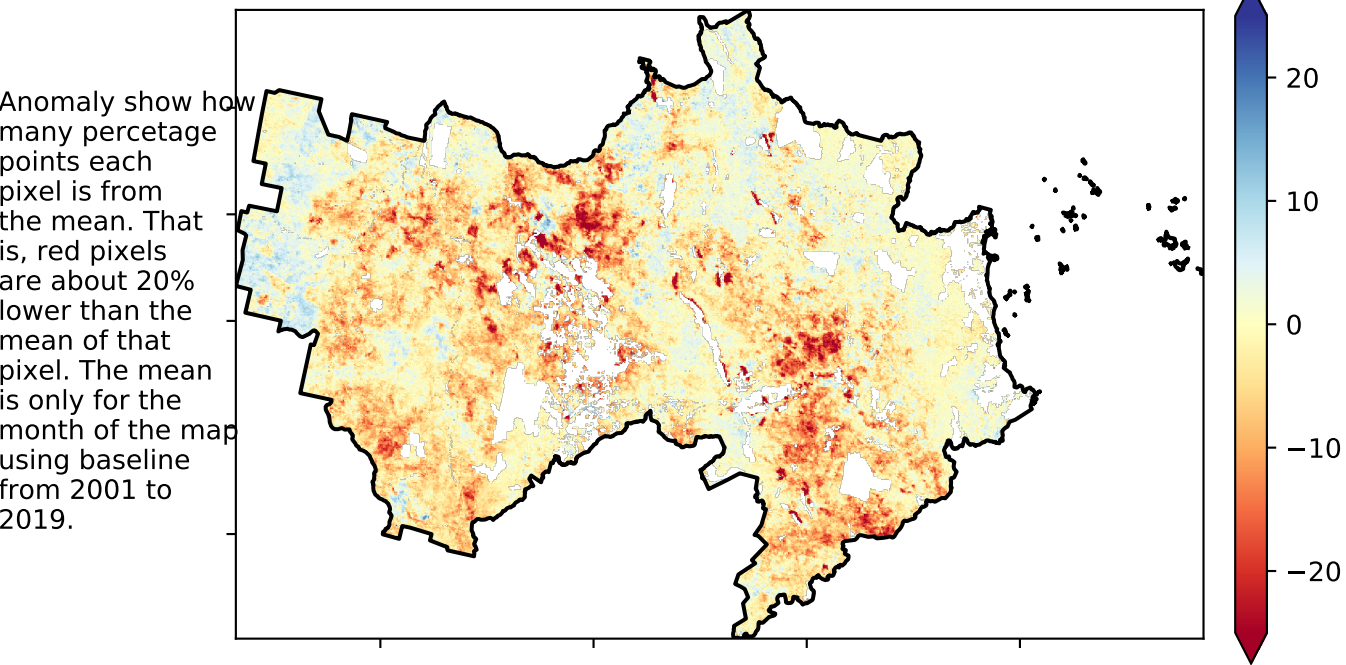 Anomaly show how
many percetage
points each
pixel is from
the mean. That
is, red pixels
are about 20%
lower than the
mean of that
pixel. The mean
is only for the
month of the map
using baseline
from 2001 to
2019.
20
10
0
−10
−20